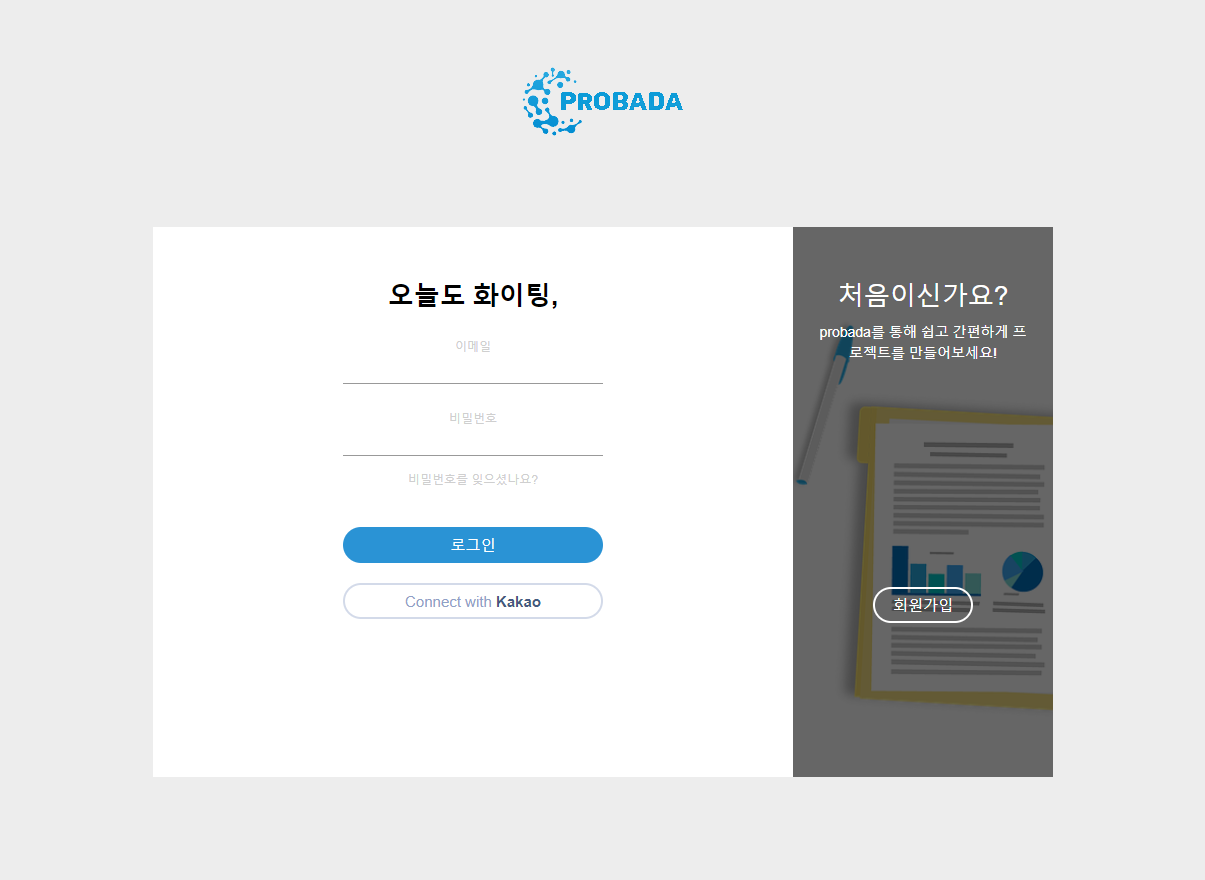 PROBADA
오늘도 화이팅,
이메일
비밀번호
비밀번호를 잊으셨나요?
로그인
Connect with Kakao
처음이신가요?
probada를 통해 쉽고 간편하게 프
로젝트를 만들어보세요!
회원가입